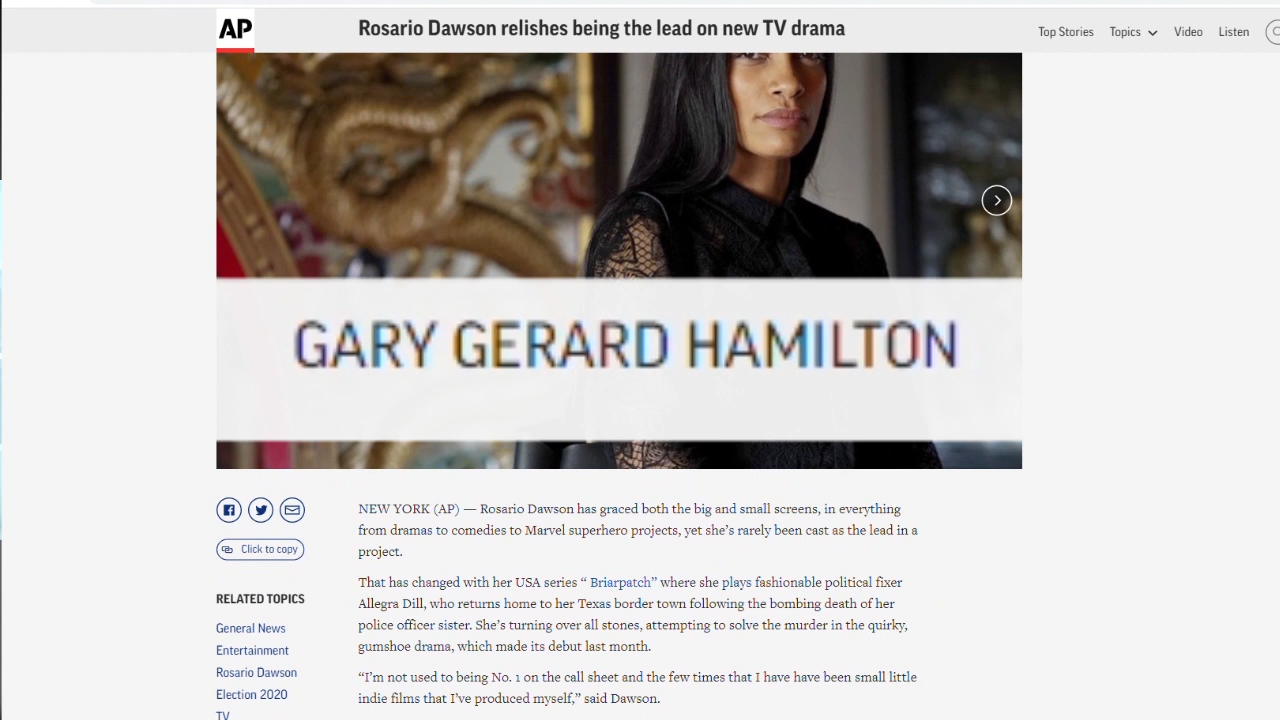 AP
Rosario Dawson relishes being the lead on new TV drama
Top Stories Topics Video Listen
GARY GERARD HAMILTON
Click to copy
RELATED TOPICS
General News
Entertainment
Rosario Dawson
Election 2020
TV
NEW YORK (AP) — Rosario Dawson has graced both the big and small screens, in everything
from dramas to comedies to Marvel superhero projects, yet she’s rarely been cast as the lead in a
project.
That has changed with her USA series “ Briarpatch” where she plays fashionable political fixer
Allegra Dill, who returns home to her Texas border town following the bombing death of her
police officer sister. She’s turning over all stones, attempting to solve the murder in the quirky,
gumshoe drama, which made its debut last month.
“I’m not used to being No. 1 on the call sheet and the few times that I have have been small little
indie films that I’ve produced myself,” said Dawson.